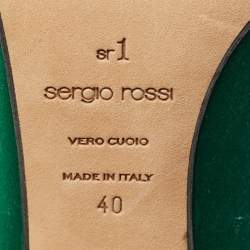 sr1
sergio rossi
VERO CUOIO
MADE IN ITALY
40